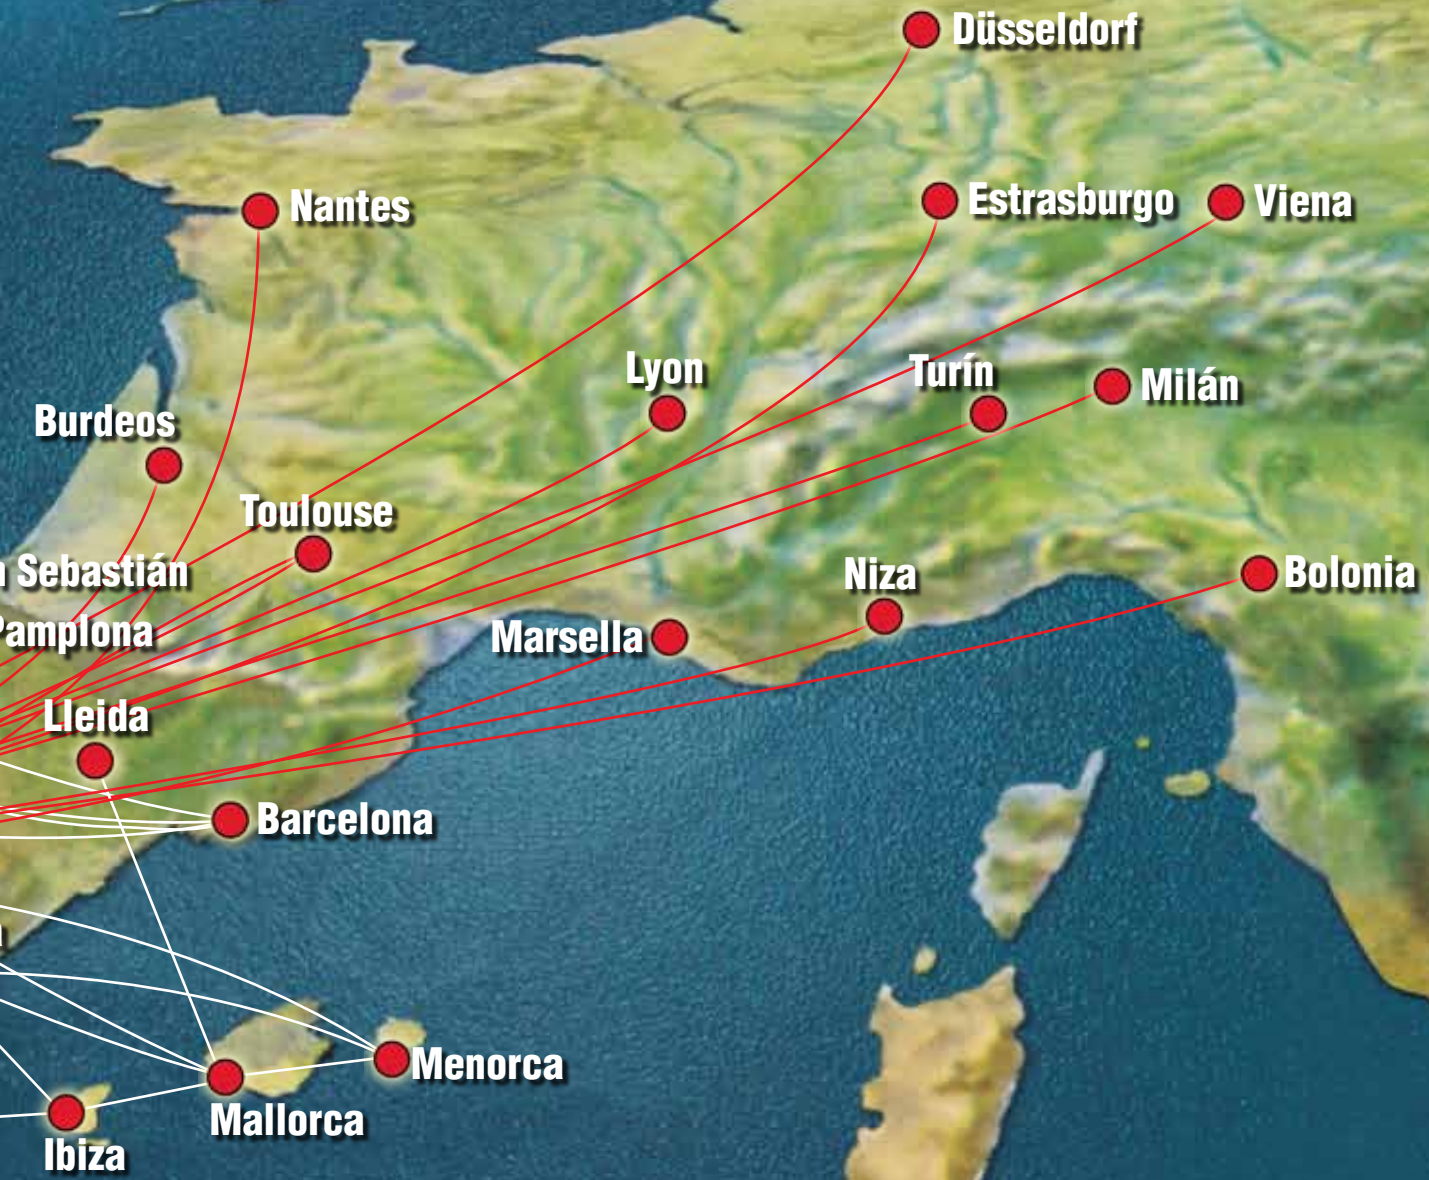 Düsseldorf
Nantes
Estrasburgo
Viena
Lyon
Turín
Milán
Burdeos
Toulouse
Sebastián
Niza
Bolonia
Pamplona
Marsella
Lleida
Barcelona
Menorca
Mallorca
Ibiza